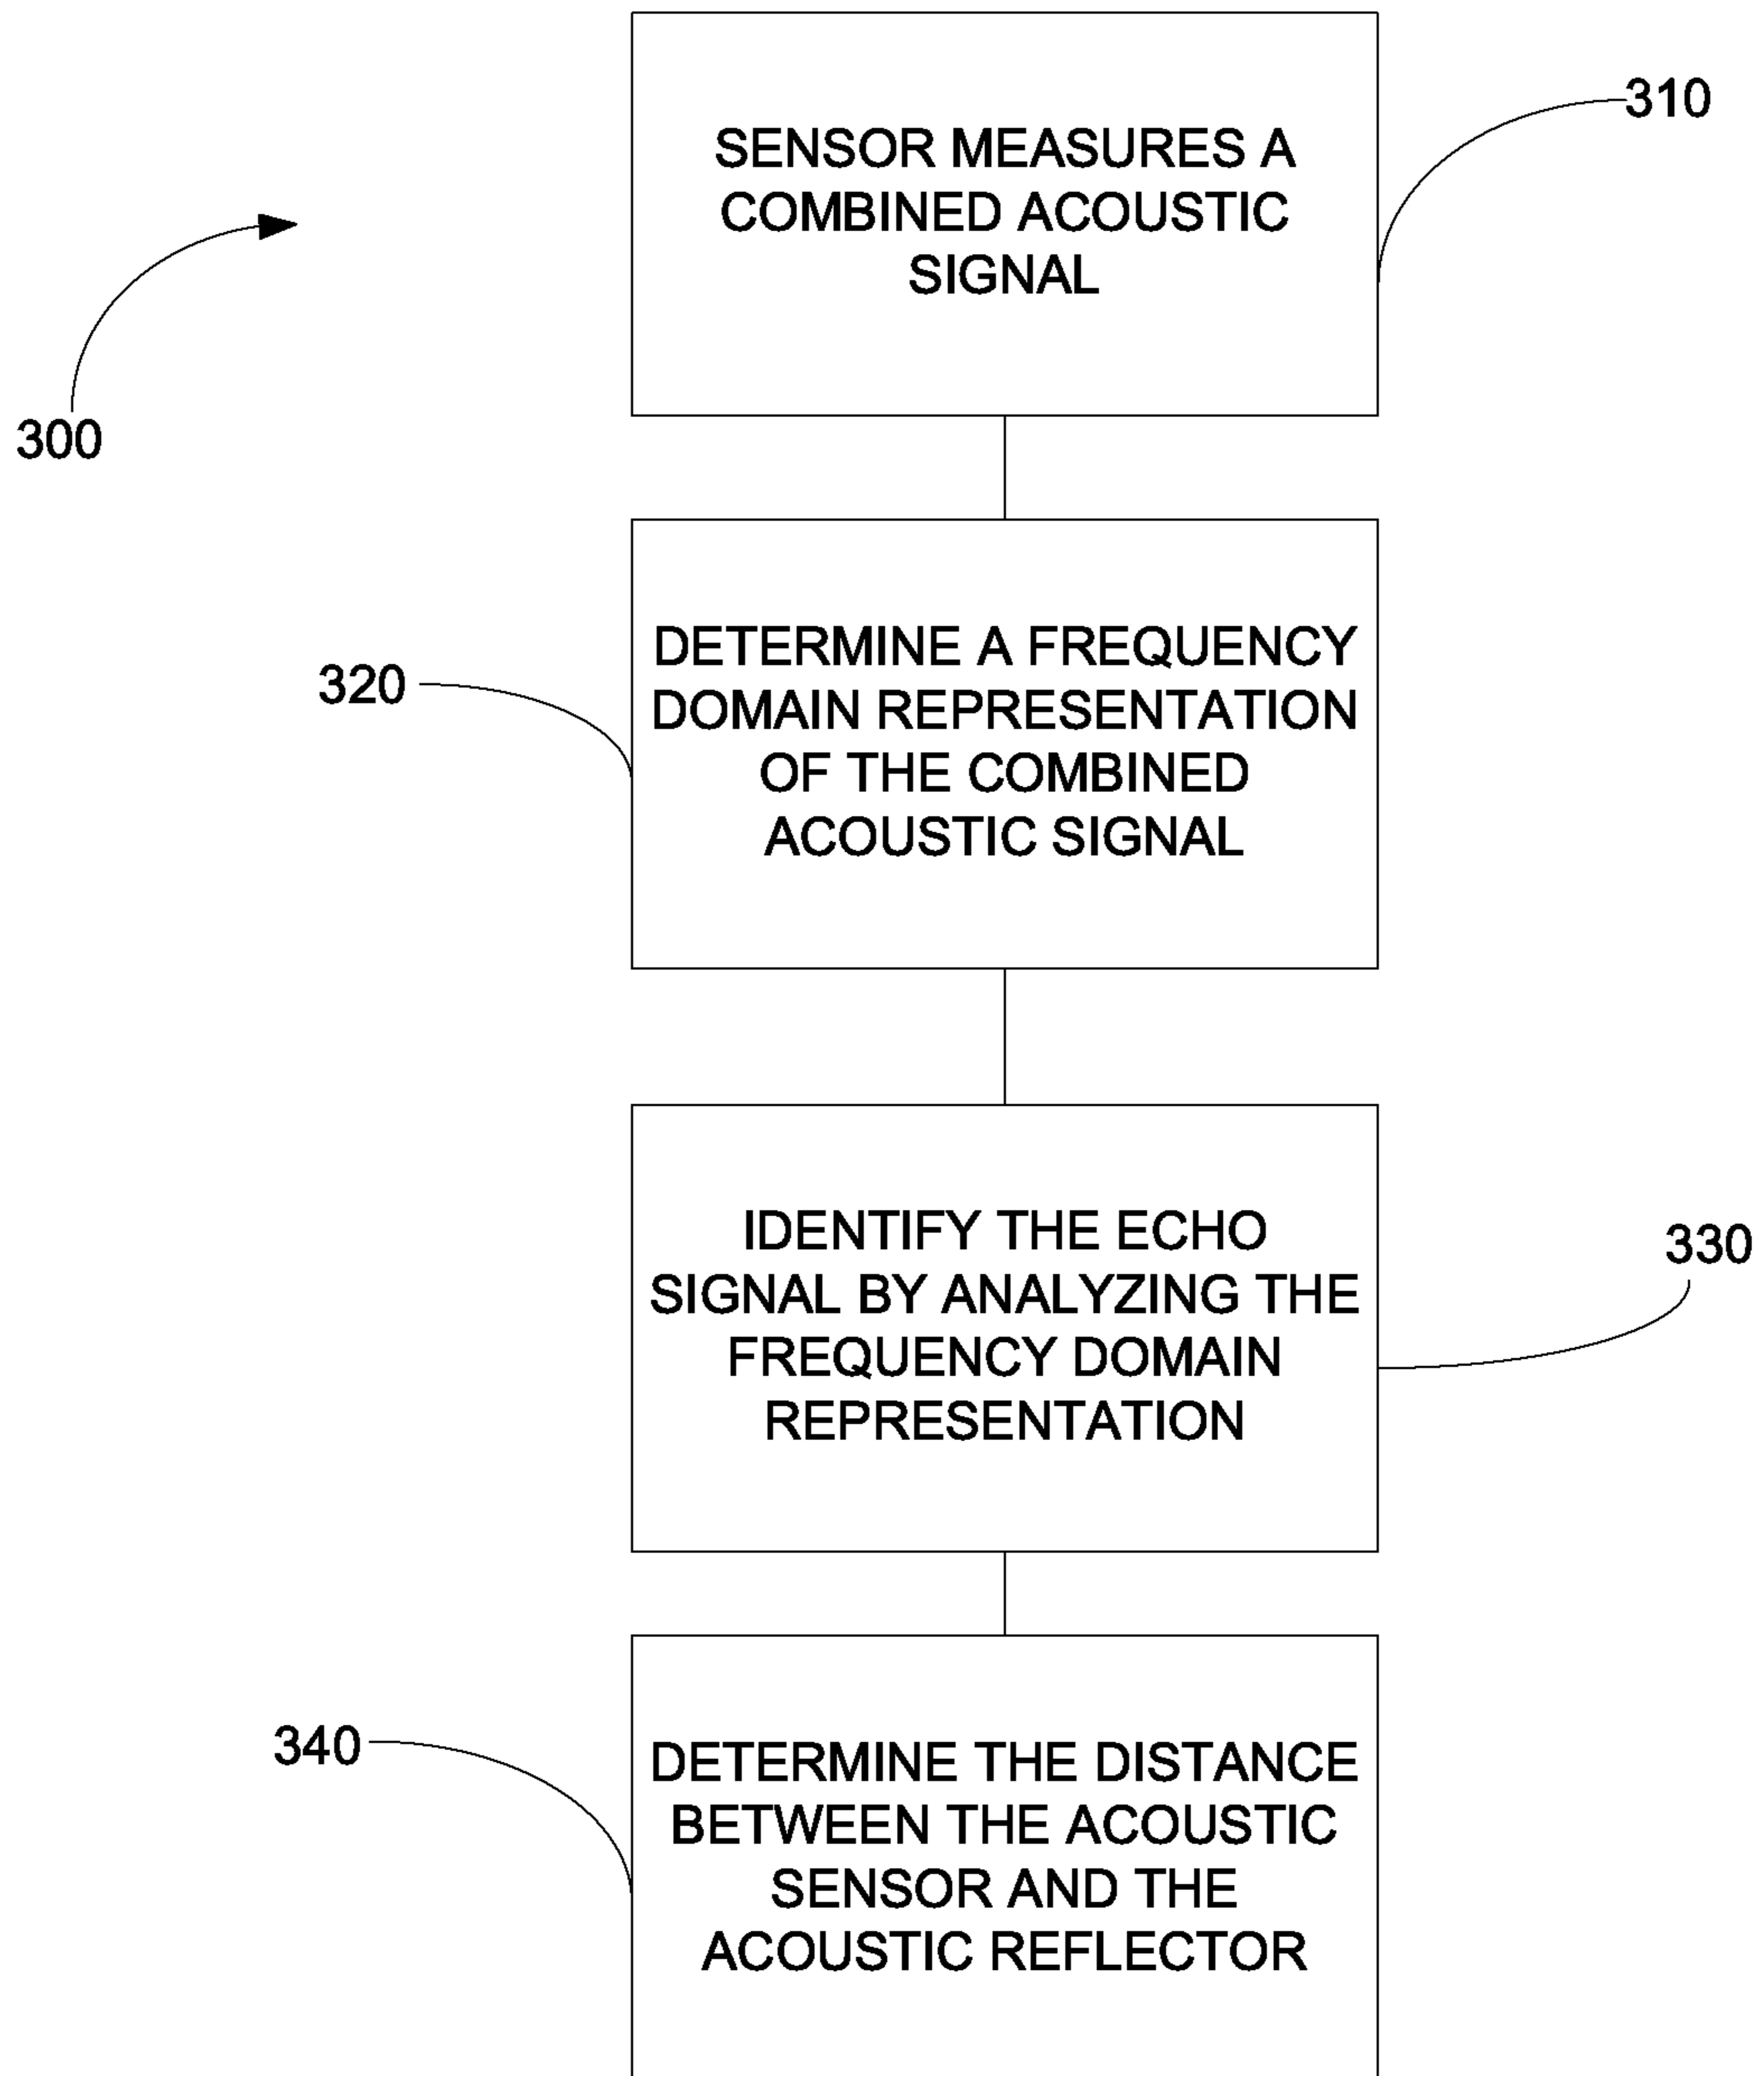 SENSOR MEASURES A
COMBINED ACOUSTIC
SIGNAL
310
300
DETERMINE A FREQUENCY
DOMAIN REPRESENTATION
OF THE COMBINED
ACOUSTIC SIGNAL
320
IDENTIFY THE ECHO
SIGNAL BY ANALYZING THE
FREQUENCY DOMAIN
REPRESENTATION
330
340
DETERMINE THE DISTANCE
BETWEEN THE ACOUSTIC
SENSOR AND THE
ACOUSTIC REFLECTOR